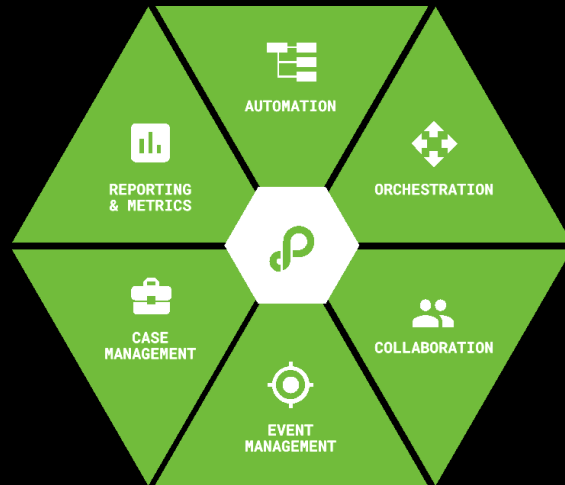 AUTOMATION
ORCHESTRATION
REPORTING
& METRICS
CASE
MANAGEMENT
COLLABORATION
EVENT
MANAGEMENT